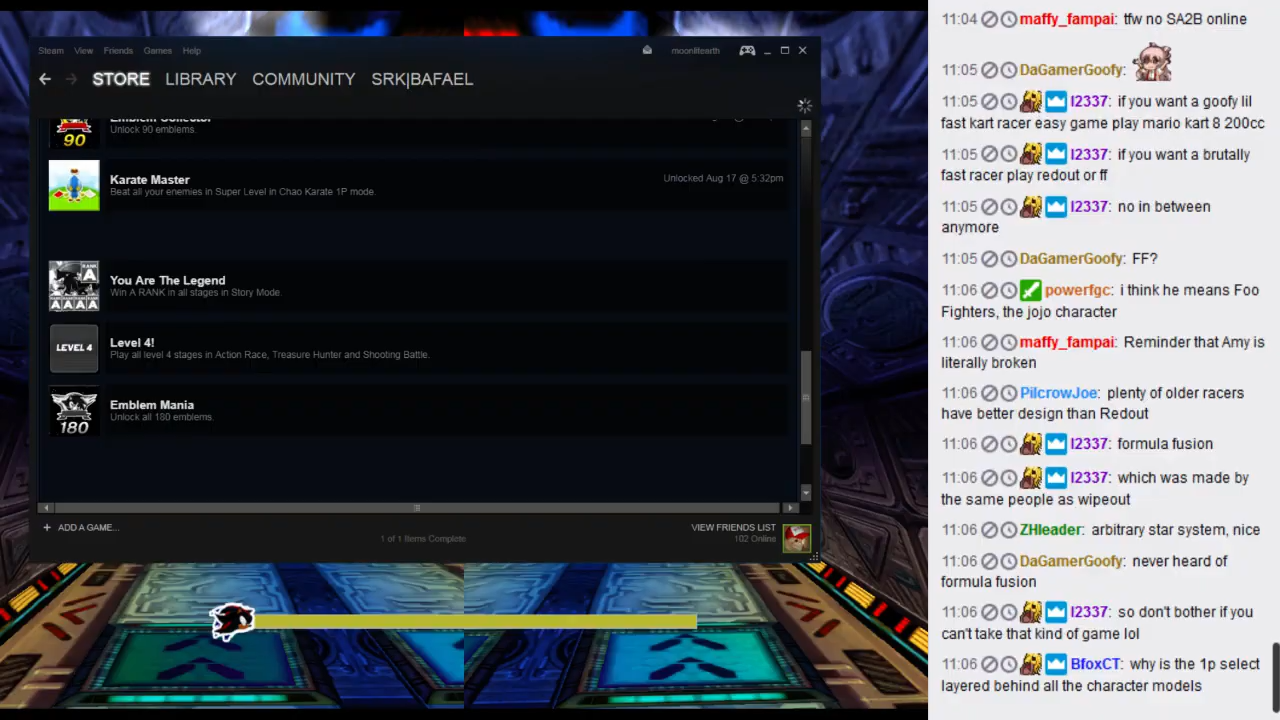 Steam View Friends Games Help moonlifearth
STORE LIBRARY COMMUNITY SRK|BAFAEL
Emblem Collector
Unlock 90 emblems.
90
Karate Master
Beat all your enemies in Super Level in Chao Karate 1P mode.
Unlocked Aug 17 @ 5:32pm
RANK
A
A A A A
You Are The Legend
Win A RANK in all stages in Story Mode.
LEVEL 4
Level 4!
Play all level 4 stages in Action Race, Treasure Hunter and Shooting Battle.
180
Emblem Mania
Unlock all 180 emblems.
+ ADD A GAME...
1 of 1 Items Complete
VIEW FRIENDS LIST
102 Online
11:04 maffy_fampai: tfw no SA2B online
11:05 DaGamerGoofy:
11:05 l2337: if you want a goofy lil
fast kart racer easy game play mario kart 8 200cc
11:05 l2337: if you want a brutally
fast racer play redout or ff
11:05 l2337: no in between
anymore
11:05 DaGamerGoofy: FF?
11:06 powerfgc: i think he means Foo
Fighters, the jojo character
11:06 maffy_fampai: Reminder that Amy is
literally broken
11:06 PilcrowJoe: plenty of older racers
have better design than Redout
11:06 l2337: formula fusion
11:06 l2337: which was made by
the same people as wipeout
11:06 ZHleader: arbitrary star system, nice
11:06 DaGamerGoofy: never heard of
formula fusion
11:06 l2337: so don't bother if you
can't take that kind of game lol
11:06 BfoxCT: why is the 1p select
layered behind all the character models